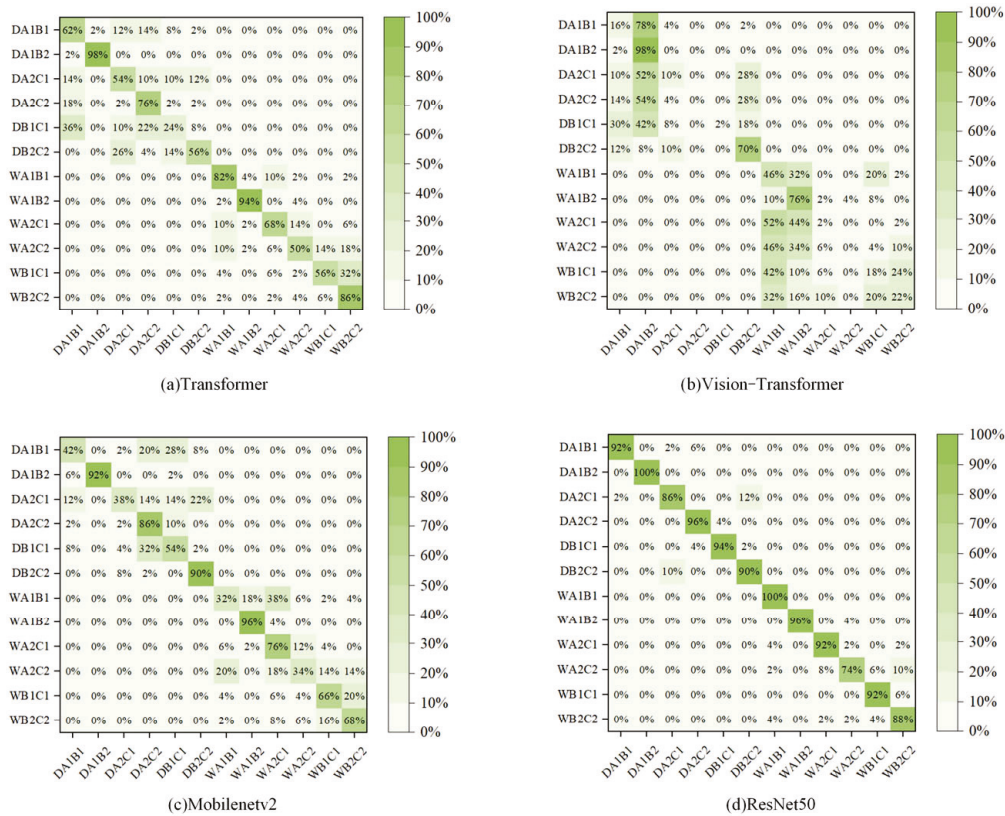 DA1B1 62% 2% 12% 14% 8% 2% 0% 0% 0% 0% 0% 0%
DA1B2 2% 98% 0% 0% 0% 0% 0% 0% 0% 0% 0% 0%
DA2C1 14% 0% 54% 10% 10% 12% 0% 0% 0% 0% 0% 0%
DA2C2 18% 0% 2% 76% 2% 2% 0% 0% 0% 0% 0% 0%
DB1C1 36% 0% 10% 22% 24% 8% 0% 0% 0% 0% 0% 0%
DB2C2 0% 0% 26% 4% 14% 56% 0% 0% 0% 0% 0% 0%
WA1B1 0% 0% 0% 0% 0% 0% 82% 4% 10% 2% 0% 2%
WA1B2 0% 0% 0% 0% 0% 0% 2% 94% 0% 4% 0% 0%
WA2C1 0% 0% 0% 0% 0% 0% 10% 2% 68% 14% 0% 6%
WA2C2 0% 0% 0% 0% 0% 0% 10% 2% 6% 50% 14% 18%
WB1C1 0% 0% 0% 0% 0% 0% 4% 0% 6% 2% 56% 32%
WB2C2 0% 0% 0% 0% 0% 0% 2% 0% 2% 4% 6% 86%
DA1B1 DA1B2 DA2C1 DA2C2 DB1C1 DB2C2 WA1B1 WA1B2 WA2C1 WA2C2 WB1C1 WB2C2
100%
90%
80%
70%
60%
50%
40%
30%
20%
10%
0%
(a)Transformer
DA1B1 16% 78% 4% 0% 0% 2% 0% 0% 0% 0% 0% 0%
DA1B2 2% 98% 0% 0% 0% 0% 0% 0% 0% 0% 0% 0%
DA2C1 10% 52% 10% 0% 0% 28% 0% 0% 0% 0% 0% 0%
DA2C2 14% 54% 4% 0% 0% 28% 0% 0% 0% 0% 0% 0%
DB1C1 30% 42% 8% 0% 2% 18% 0% 0% 0% 0% 0% 0%
DB2C2 12% 8% 10% 0% 0% 70% 0% 0% 0% 0% 0% 0%
WA1B1 0% 0% 0% 0% 0% 0% 46% 32% 0% 0% 20% 2%
WA1B2 0% 0% 0% 0% 0% 0% 10% 76% 2% 4% 8% 0%
WA2C1 0% 0% 0% 0% 0% 0% 52% 44% 2% 0% 0% 2%
WA2C2 0% 0% 0% 0% 0% 0% 46% 34% 6% 0% 4% 10%
WB1C1 0% 0% 0% 0% 0% 0% 42% 10% 6% 0% 18% 24%
WB2C2 0% 0% 0% 0% 0% 0% 32% 16% 10% 0% 20% 22%
DA1B1 DA1B2 DA2C1 DA2C2 DB1C1 DB2C2 WA1B1 WA1B2 WA2C1 WA2C2 WB1C1 WB2C2
100%
90%
80%
70%
60%
50%
40%
30%
20%
10%
0%
(b)Vision-Transformer
DA1B1 42% 0% 2% 20% 28% 8% 0% 0% 0% 0% 0% 0%
DA1B2 6% 92% 0% 0% 2% 0% 0% 0% 0% 0% 0% 0%
DA2C1 12% 0% 38% 14% 14% 22% 0% 0% 0% 0% 0% 0%
DA2C2 2% 0% 2% 86% 10% 0% 0% 0% 0% 0% 0% 0%
DB1C1 8% 0% 4% 32% 54% 2% 0% 0% 0% 0% 0% 0%
DB2C2 0% 0% 8% 2% 0% 90% 0% 0% 0% 0% 0% 0%
WA1B1 0% 0% 0% 0% 0% 0% 32% 18% 38% 6% 2% 4%
WA1B2 0% 0% 0% 0% 0% 0% 0% 96% 4% 0% 0% 0%
WA2C1 0% 0% 0% 0% 0% 0% 6% 2% 76% 12% 4% 0%
WA2C2 0% 0% 0% 0% 0% 0% 20% 0% 18% 34% 14% 14%
WB1C1 0% 0% 0% 0% 0% 0% 4% 0% 6% 4% 66% 20%
WB2C2 0% 0% 0% 0% 0% 0% 2% 0% 8% 6% 16% 68%
DA1B1 DA1B2 DA2C1 DA2C2 DB1C1 DB2C2 WA1B1 WA1B2 WA2C1 WA2C2 WB1C1 WB2C2
100%
90%
80%
70%
60%
50%
40%
30%
20%
10%
0%
(c)Mobilenetv2
DA1B1 92% 0% 2% 6% 0% 0% 0% 0% 0% 0% 0% 0%
DA1B2 0% 100% 0% 0% 0% 0% 0% 0% 0% 0% 0% 0%
DA2C1 2% 0% 86% 0% 0% 12% 0% 0% 0% 0% 0% 0%
DA2C2 0% 0% 0% 96% 4% 0% 0% 0% 0% 0% 0% 0%
DB1C1 0% 0% 0% 4% 94% 2% 0% 0% 0% 0% 0% 0%
DB2C2 0% 0% 10% 0% 0% 90% 0% 0% 0% 0% 0% 0%
WA1B1 0% 0% 0% 0% 0% 0% 100% 0% 0% 0% 0% 0%
WA1B2 0% 0% 0% 0% 0% 0% 0% 96% 0% 4% 0% 0%
WA2C1 0% 0% 0% 0% 0% 0% 4% 0% 92% 2% 0% 2%
WA2C2 0% 0% 0% 0% 0% 0% 2% 0% 8% 74% 6% 10%
WB1C1 0% 0% 0% 0% 0% 0% 0% 0% 0% 0% 92% 6%
WB2C2 0% 0% 0% 0% 0% 0% 4% 0% 2% 2% 4% 88%
DA1B1 DA1B2 DA2C1 DA2C2 DB1C1 DB2C2 WA1B1 WA1B2 WA2C1 WA2C2 WB1C1 WB2C2
100%
90%
80%
70%
60%
50%
40%
30%
20%
10%
0%
(d)ResNet50